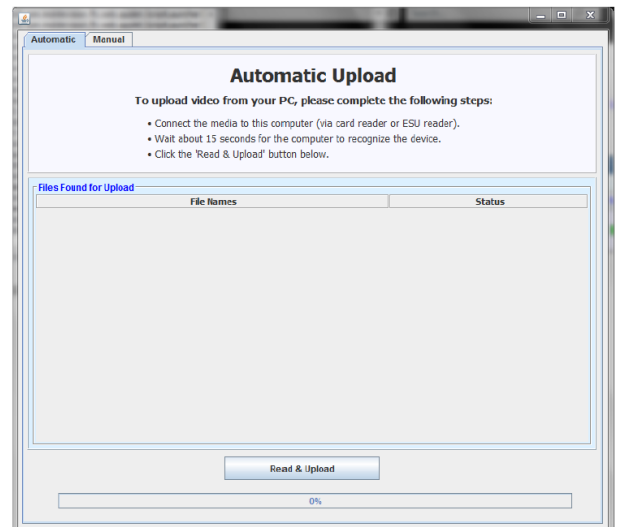 Automatic Manual
Automatic Upload
To upload video from your PC, please complete the following steps:
▪ Connect the media to this computer (via card reader or ESU reader).
▪ Wait about 15 seconds for the computer to recognize the device.
▪ Click the 'Read & Upload' button below.
Files Found for Upload
File Names Status
Read & Upload
0%